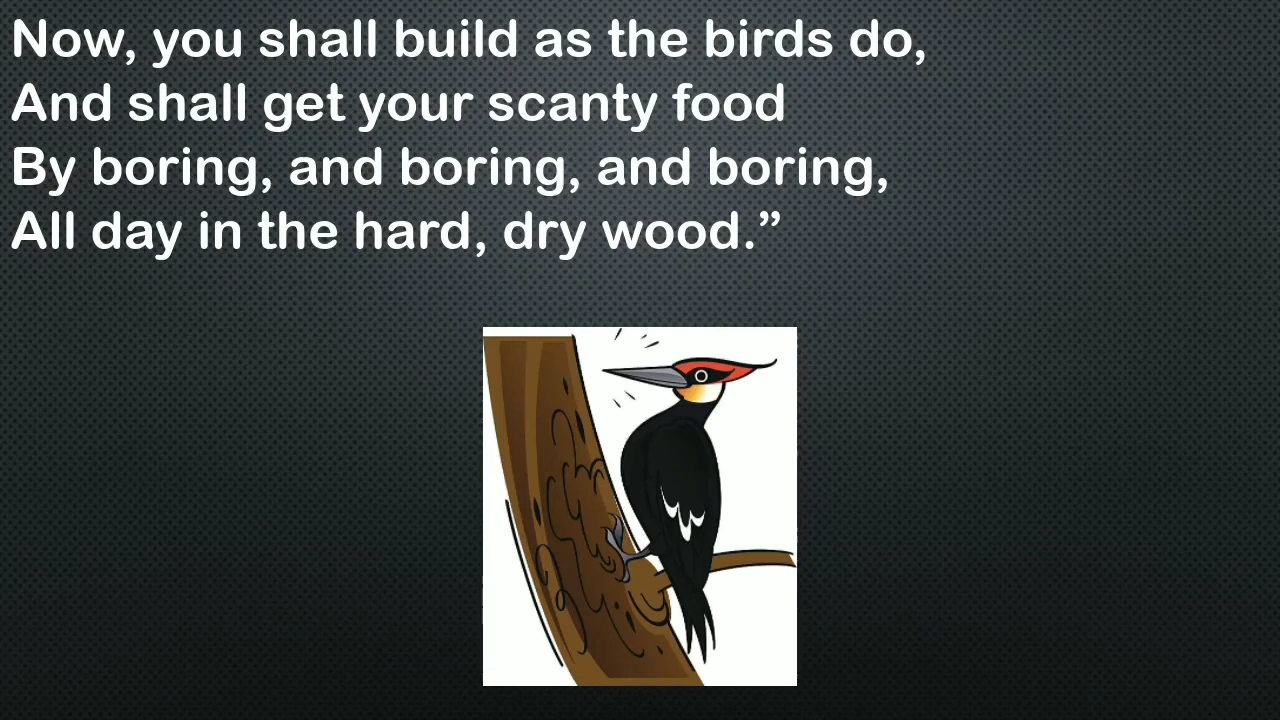 Now, you shall build as the birds do,
And shall get your scanty food
By boring, and boring, and boring,
All day in the hard, dry wood.”